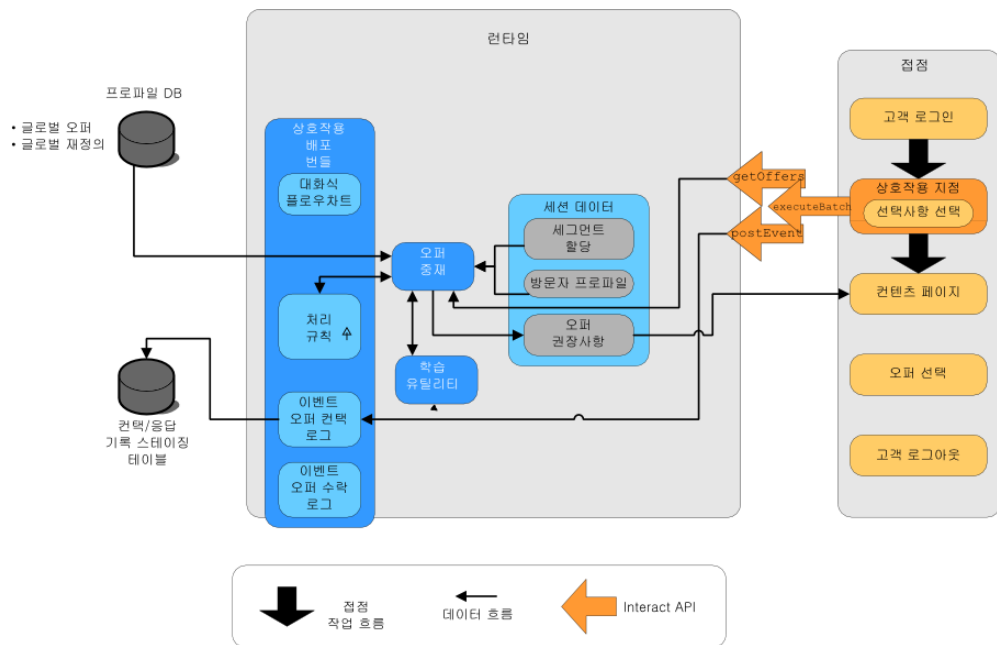 런타임
프로파일 DB
• 글로벌 오퍼
• 글로벌 재정의
상호작용
배포
번들
대화식
플로우차트
처리
규칙
이벤트
오퍼 컨택
로그
이벤트
오퍼 수락
로그
컨택/응답
기록 스테이징
테이블
오퍼
중재
학습
유틸리티
세션 데이터
세그먼트
할당
방문자 프로파일
오퍼
권장사항
getOffers
executeBatch
postEvent
접점
고객 로그인
상호작용 지점
선택사항 선택
컨텐츠 페이지
오퍼 선택
고객 로그아웃
접점
작업 흐름
데이터 흐름
Interact API